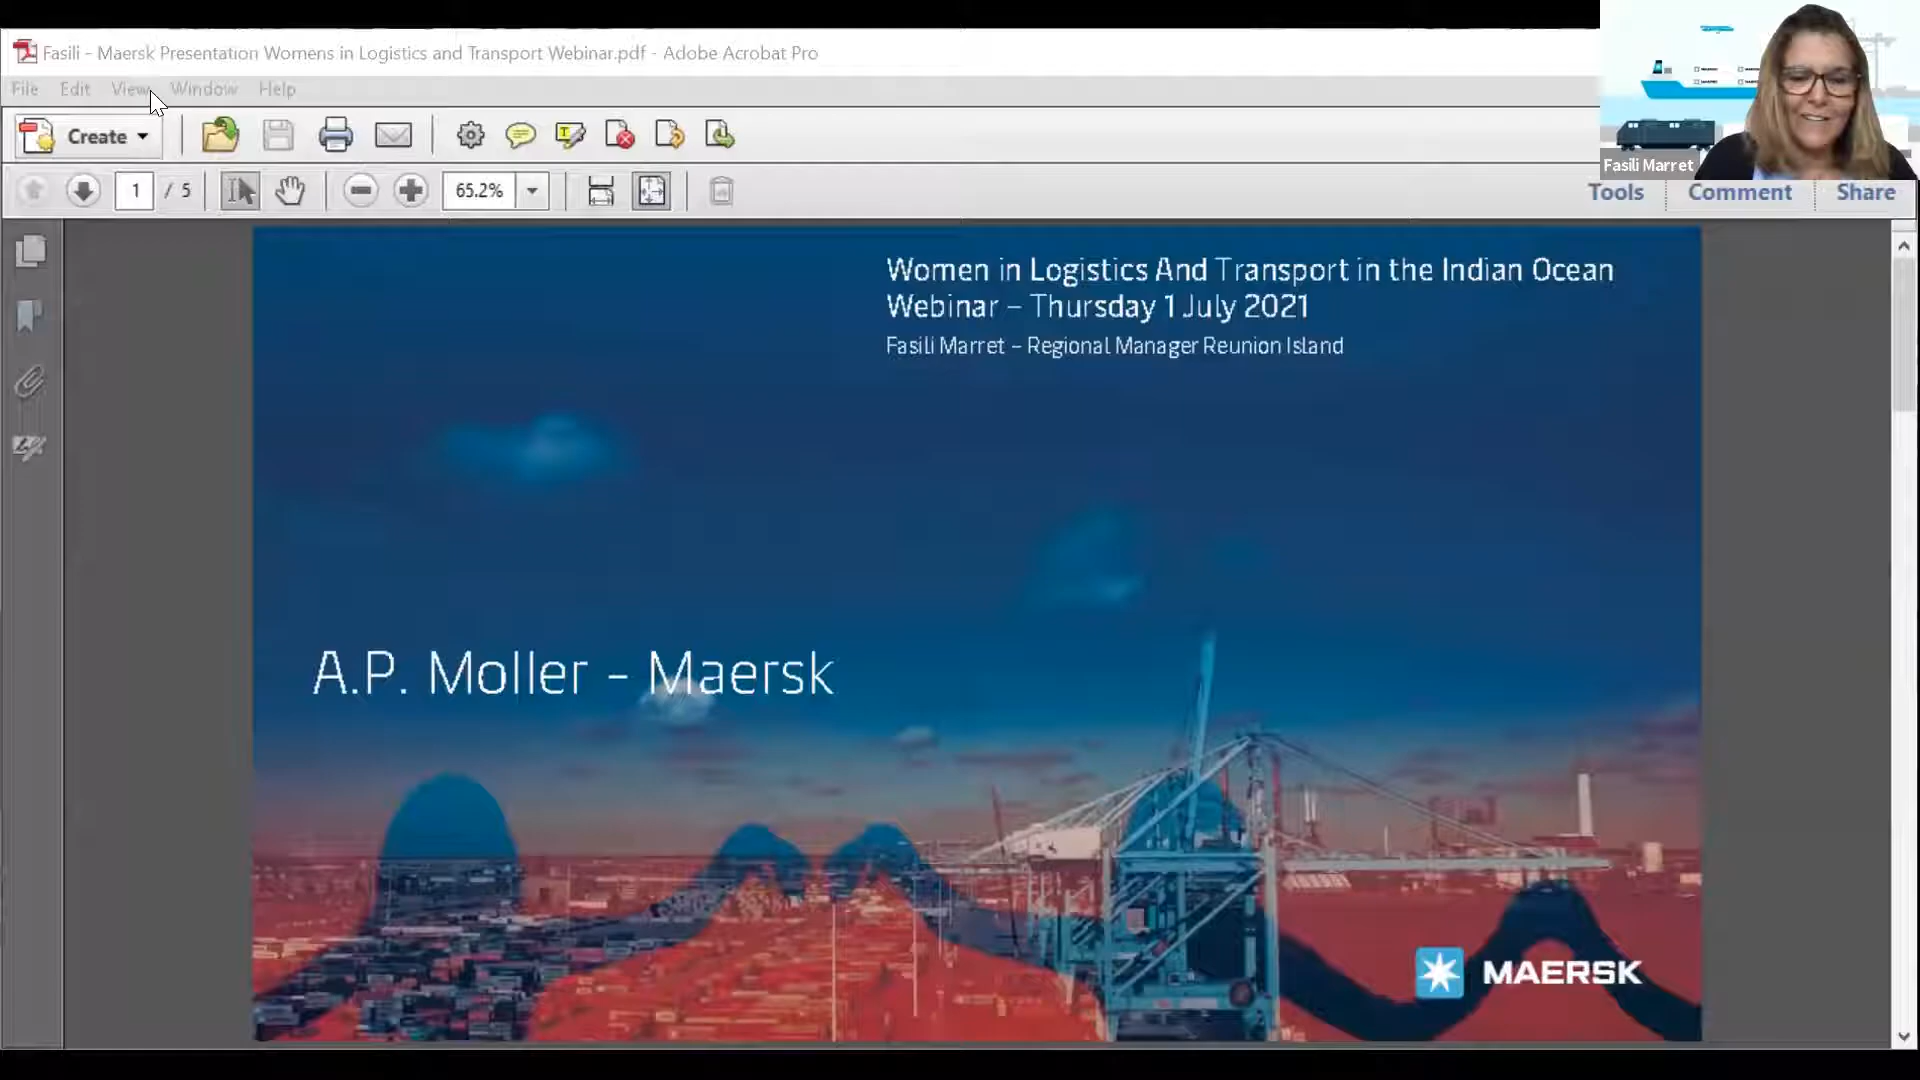 Fasili - Maersk Presentation Womens in Logistics and Transport Webinar.pdf - Adobe Acrobat Pro
File Edit View Window Help
Create
1 / 5
65.2%
Fasili Marret
Tools Comment Share
Women in Logistics And Transport in the Indian Ocean
Webinar – Thursday 1 July 2021
Fasili Marret – Regional Manager Reunion Island
A.P. Moller - Maersk
MAERSK